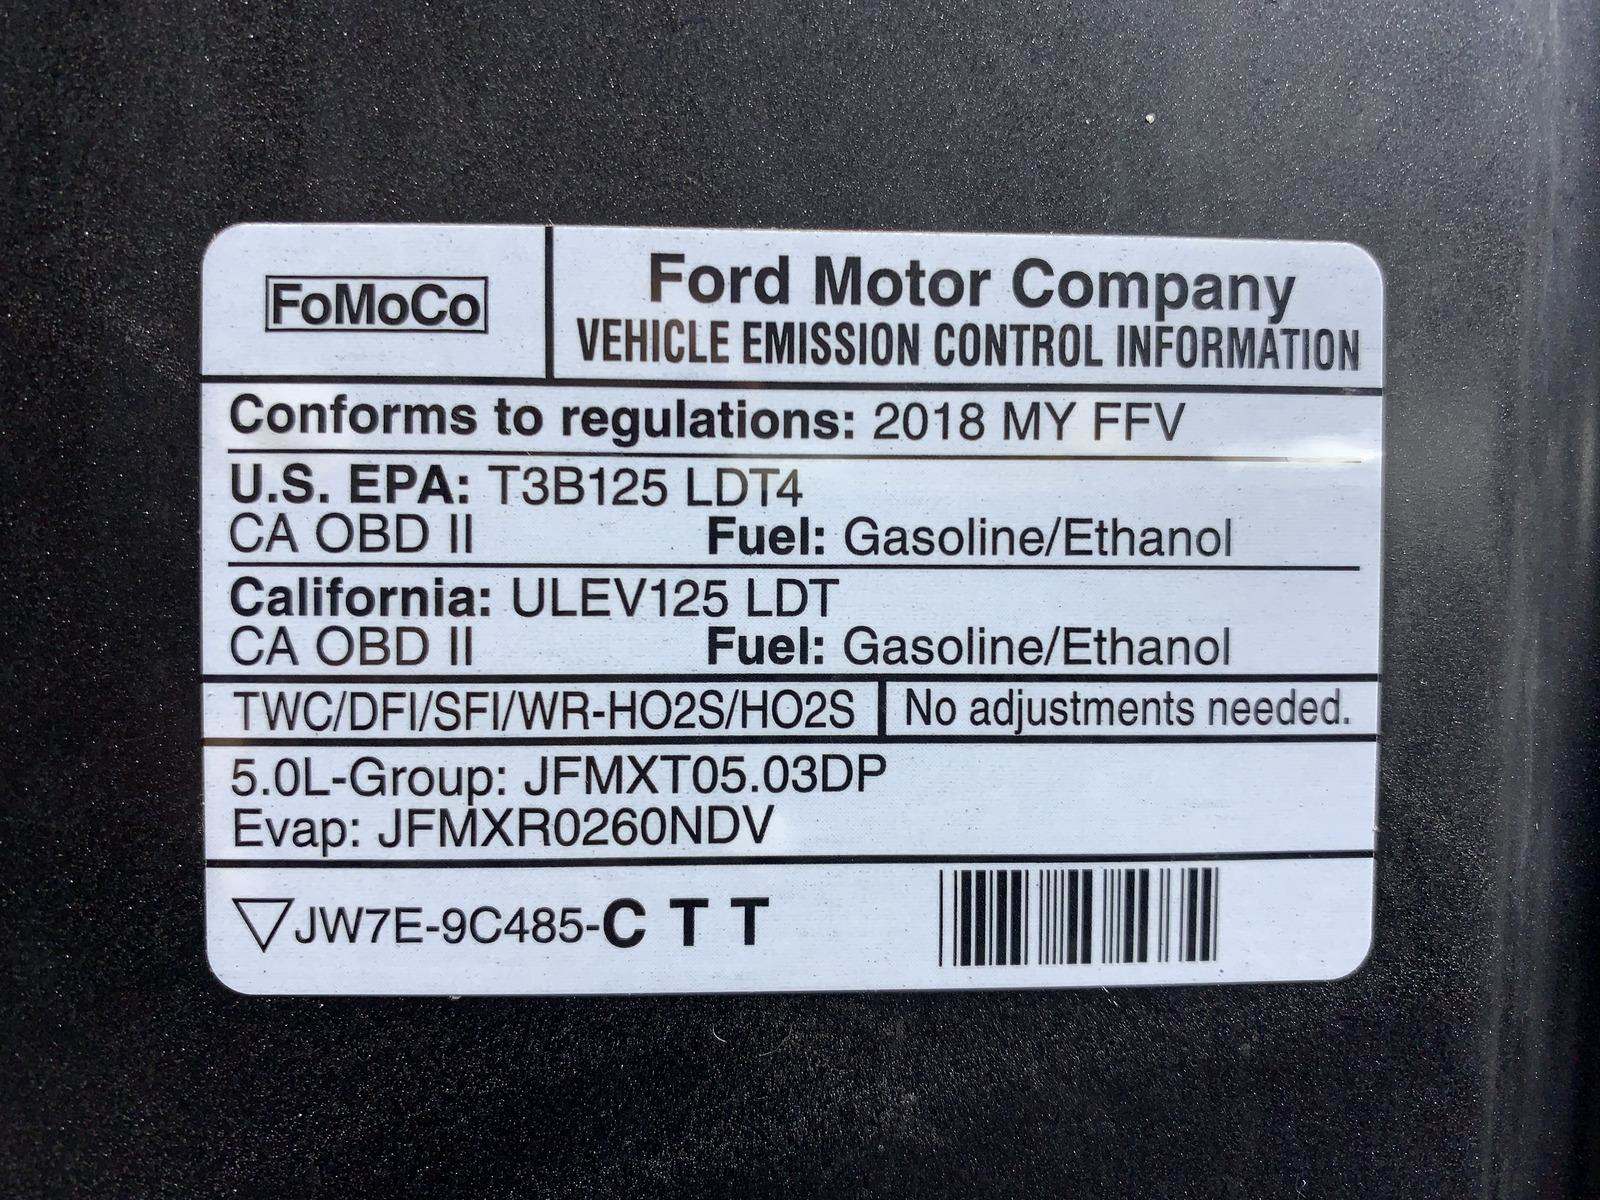 FoMoCo
Ford Motor Company
VEHICLE EMISSION CONTROL INFORMATION
Conforms to regulations: 2018 MY FFV
U.S. EPA: T3B125 LDT4
CA OBD II Fuel: Gasoline/Ethanol
California: ULEV125 LDT
CA OBD II Fuel: Gasoline/Ethanol
TWC/DFI/SFI/WR-HO2S/HO2S No adjustments needed.
5.0L-Group: JFMXT05.03DP
Evap: JFMXR0260NDV
JW7E-9C485-C T T